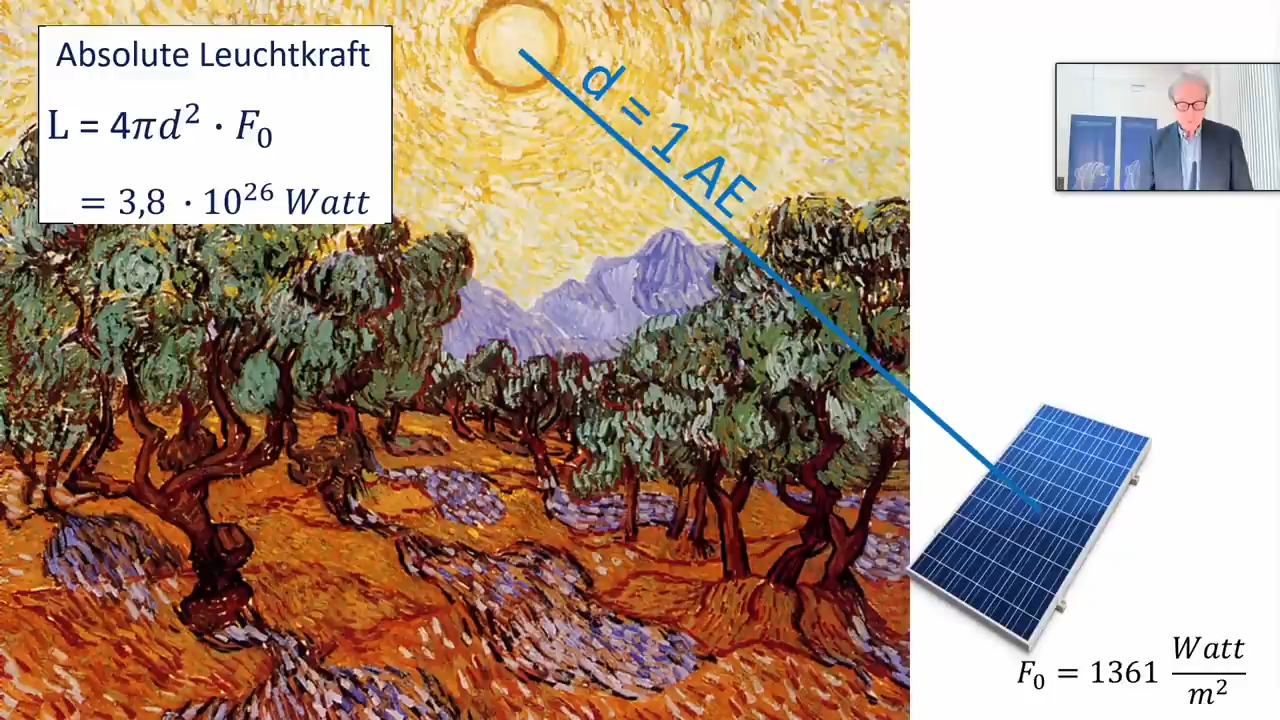 Absolute Leuchtkraft
L = 4πd² · F₀
= 3,8 · 10²⁶ Watt
d = 1 AE
F₀ = 1361 Watt/m²